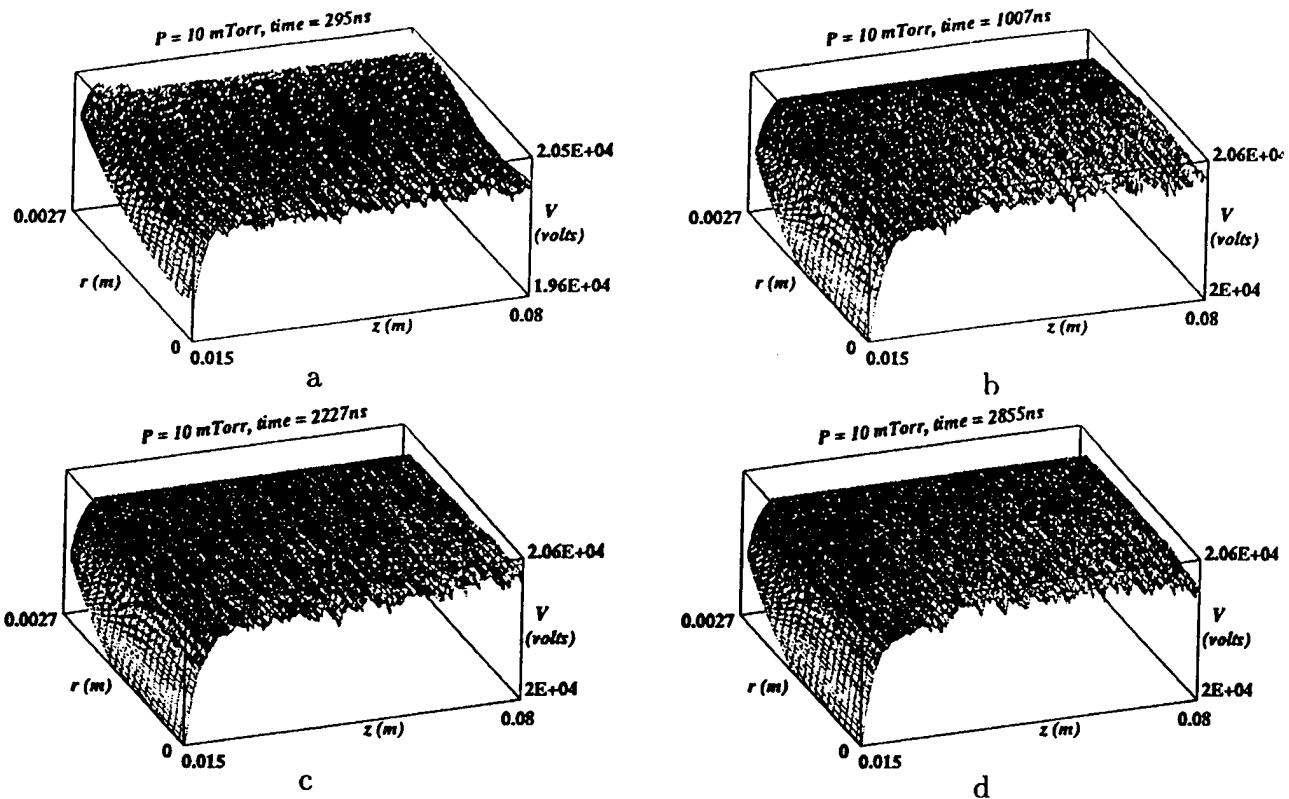 P = 10 mTorr, time = 295ns
2.05E+04
0.0027
V
(volts)
r (m)
1.96E+04
z (m)
0.08
0
0.015
a
P = 10 mTorr, time = 1007ns
0.0027
V
(volts)
r (m)
2E+04
z (m)
0.08
0
0.015
b
P = 10 mTorr, time = 2227ns
2.06E+04
0.0027
V
(volts)
r (m)
2E+04
z (m)
0.08
0
0.015
c
P = 10 mTorr, time = 2855ns
2.06E+04
0.0027
V
(volts)
r (m)
2E+04
z (m)
0.08
0
0.015
d